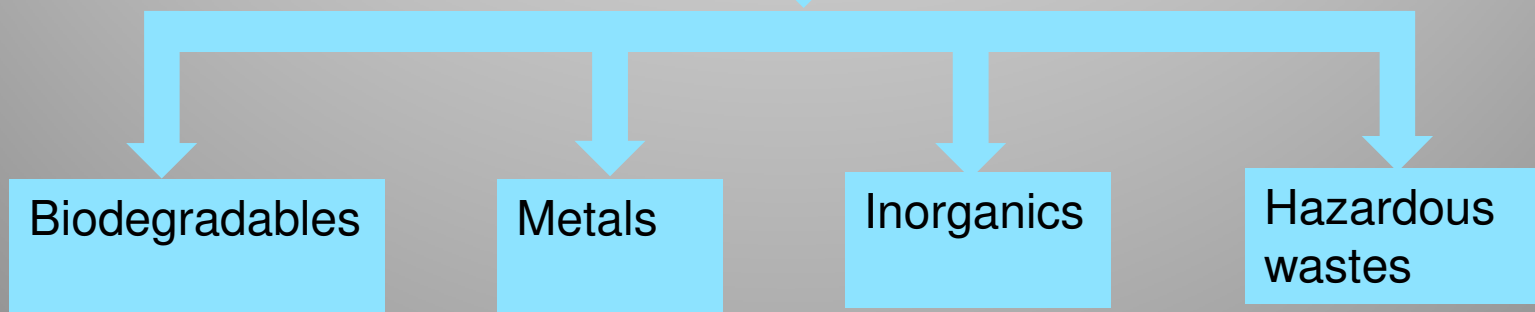 Biodegradables
Metals
Inorganics
Hazardous
wastes